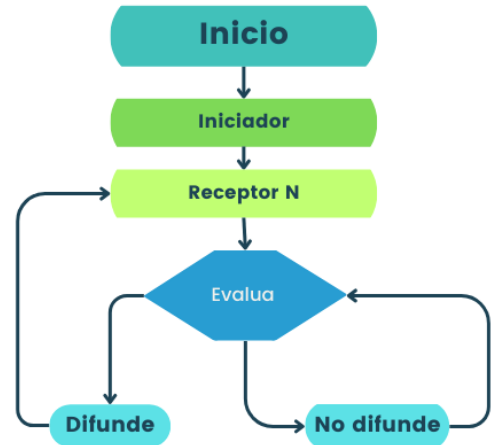 Inicio
Iniciador
Receptor N
Evalua
Difunde
No difunde